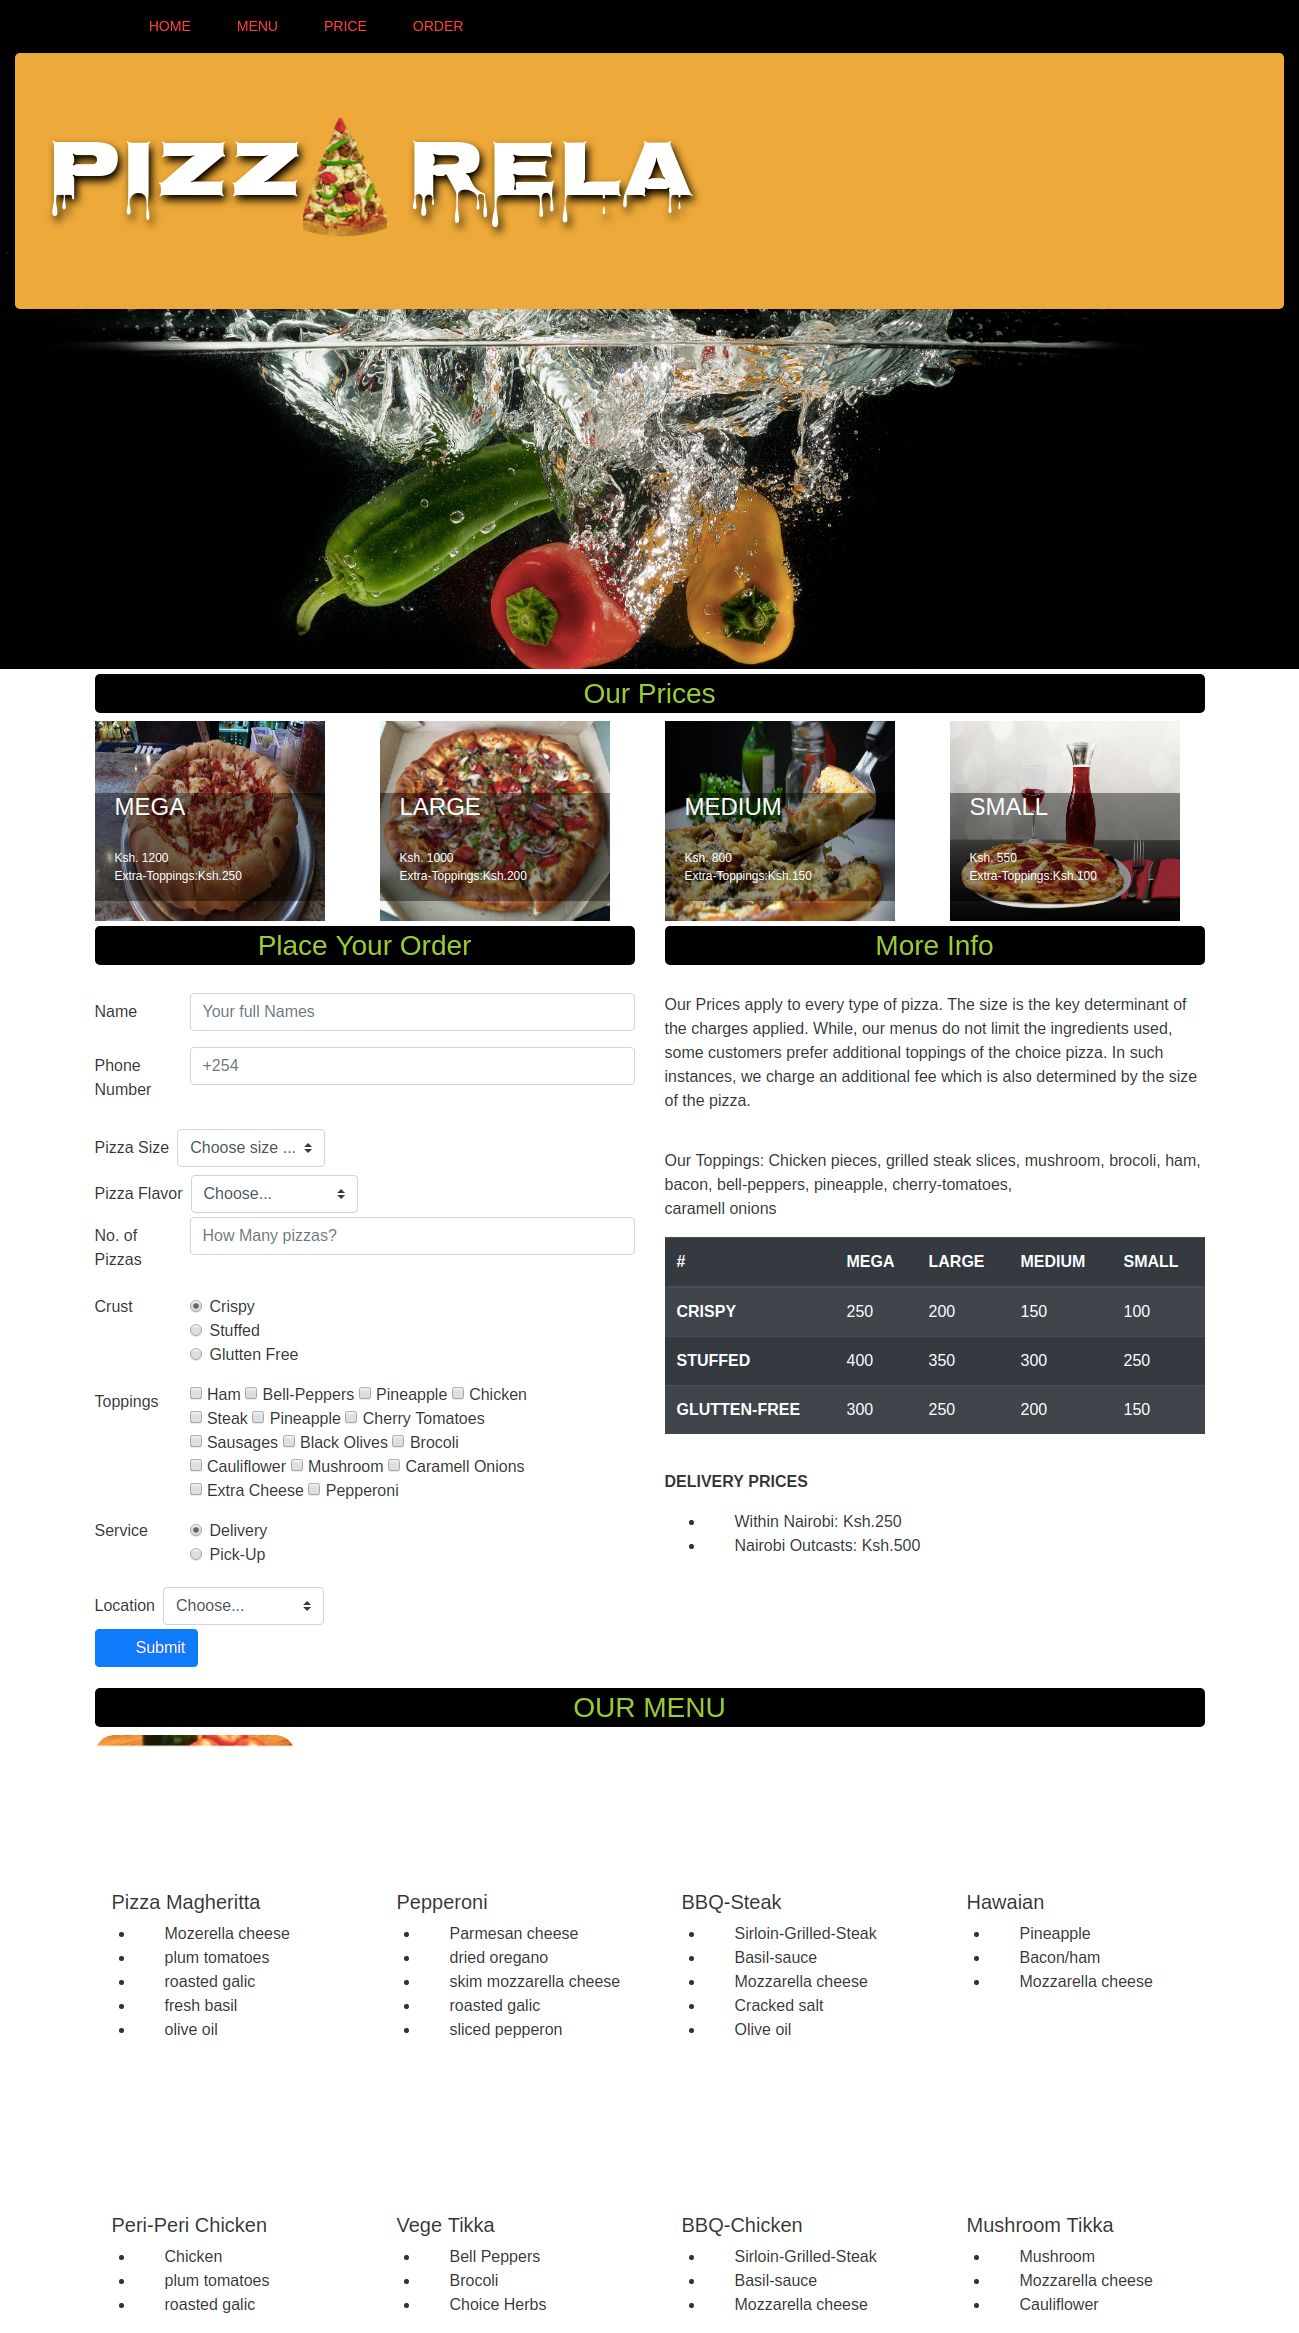 HOME MENU PRICE ORDER
PIZZ RELA
Our Prices
MEGA
Ksh. 1200
Extra-Toppings:Ksh.250
LARGE
Ksh. 1000
Extra-Toppings:Ksh.200
MEDIUM
Ksh. 800
Extra-Toppings:Ksh.150
SMALL
Ksh. 550
Extra-Toppings:Ksh.100
Place Your Order
Name Your full Names
Phone Number +254
Pizza Size Choose size ...
Pizza Flavor Choose...
No. of Pizzas How Many pizzas?
Crust Crispy
Stuffed
Glutten Free
Toppings Ham Bell-Peppers Pineapple Chicken
Steak Pineapple Cherry Tomatoes
Sausages Black Olives Brocoli
Cauliflower Mushroom Caramell Onions
Extra Cheese Pepperoni
Service Delivery
Pick-Up
Location Choose...
Submit
More Info
Our Prices apply to every type of pizza. The size is the key determinant of
the charges applied. While, our menus do not limit the ingredients used,
some customers prefer additional toppings of the choice pizza. In such
instances, we charge an additional fee which is also determined by the size
of the pizza.
Our Toppings: Chicken pieces, grilled steak slices, mushroom, brocoli, ham,
bacon, bell-peppers, pineapple, cherry-tomatoes,
caramell onions
# MEGA LARGE MEDIUM SMALL
CRISPY 250 200 150 100
STUFFED 400 350 300 250
GLUTTEN-FREE 300 250 200 150
DELIVERY PRICES
Within Nairobi: Ksh.250
Nairobi Outcasts: Ksh.500
OUR MENU
Pizza Magheritta
Mozerella cheese
plum tomatoes
roasted galic
fresh basil
olive oil
Pepperoni
Parmesan cheese
dried oregano
skim mozzarella cheese
roasted galic
sliced pepperon
BBQ-Steak
Sirloin-Grilled-Steak
Basil-sauce
Mozzarella cheese
Cracked salt
Olive oil
Hawaian
Pineapple
Bacon/ham
Mozzarella cheese
Peri-Peri Chicken
Chicken
plum tomatoes
roasted galic
Vege Tikka
Bell Peppers
Brocoli
Choice Herbs
BBQ-Chicken
Sirloin-Grilled-Steak
Basil-sauce
Mozzarella cheese
Mushroom Tikka
Mushroom
Mozzarella cheese
Cauliflower